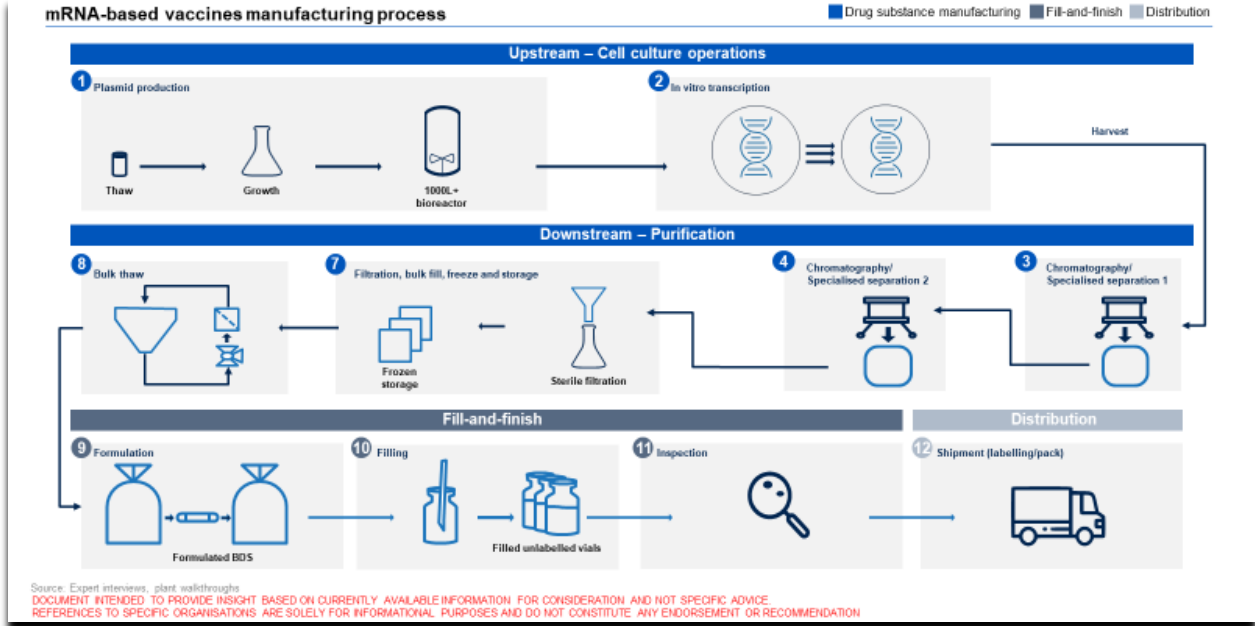 mRNA-based vaccines manufacturing process
Drug substance manufacturing Fill-and-finish Distribution
Upstream – Cell culture operations
1 Plasmid production
Thaw
Growth
1000L+
bioreactor
2 In vitro transcription
Harvest
Downstream – Purification
8 Bulk thaw
7 Filtration, bulk fill, freeze and storage
Frozen
storage
Sterile filtration
4 Chromatography/
Specialised separation 2
3 Chromatography/
Specialised separation 1
Fill-and-finish
Distribution
9 Formulation
Formulated BDS
10 Filling
Filled unlabelled vials
11 Inspection
12 Shipment (labelling/pack)
Source: Expert interviews, plant walkthroughs
DOCUMENT INTENDED TO PROVIDE INSIGHT BASED ON CURRENTLY AVAILABLE INFORMATION FOR CONSIDERATION AND NOT SPECIFIC ADVICE.
REFERENCES TO SPECIFIC ORGANISATIONS ARE SOLELY FOR INFORMATIONAL PURPOSES AND DO NOT CONSTITUTE ANY ENDORSEMENT OR RECOMMENDATION